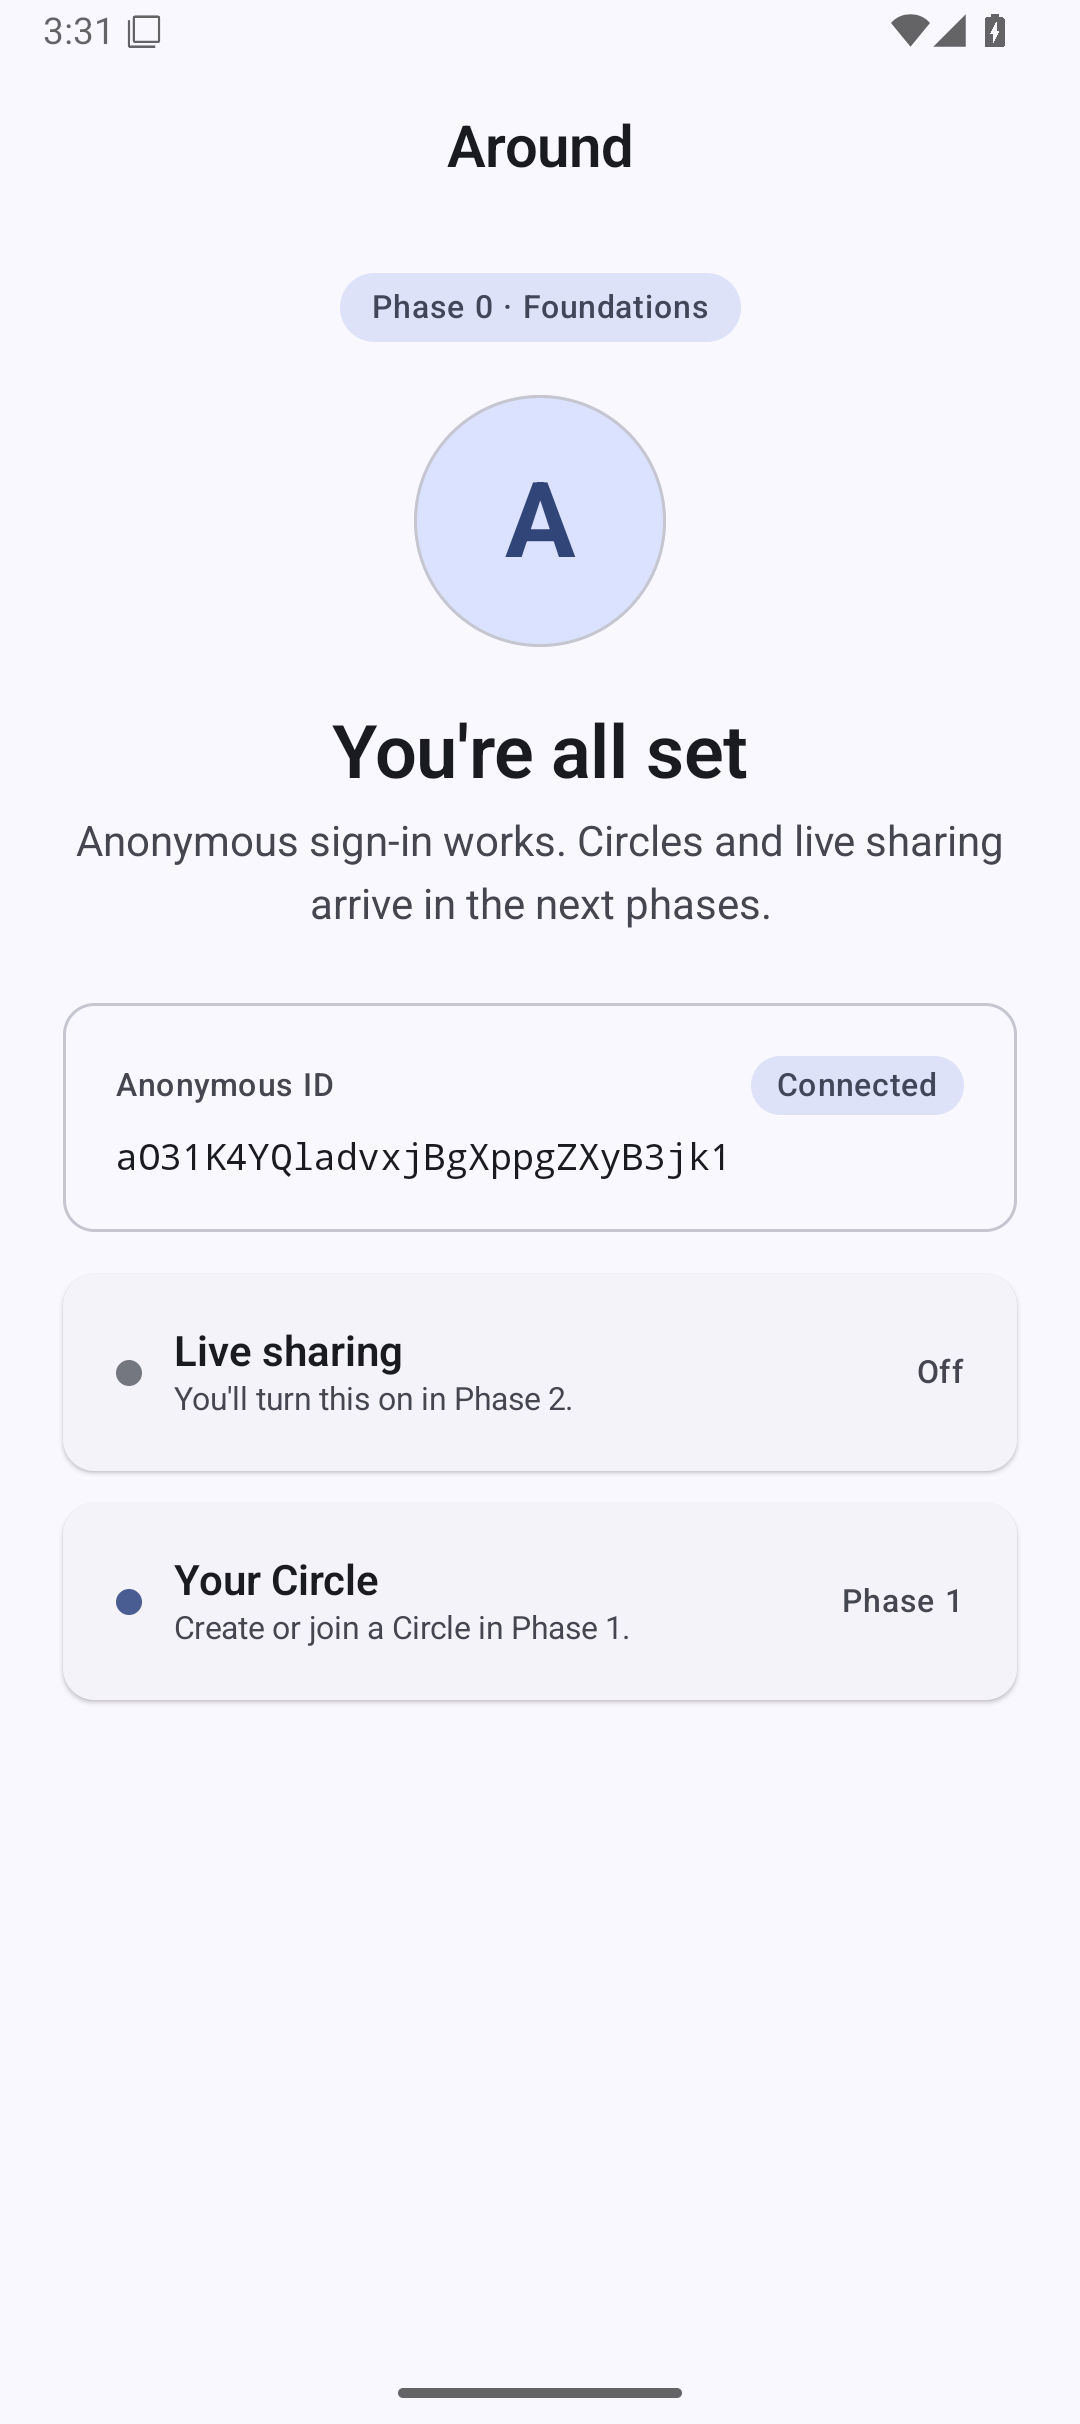 3:31
Around
Phase 0 · Foundations
A
You're all set
Anonymous sign-in works. Circles and live sharing
arrive in the next phases.
Anonymous ID
Connected
aO31K4YQladvxjBgXppgZXyB3jk1
Live sharing
You'll turn this on in Phase 2.
Off
Your Circle
Create or join a Circle in Phase 1.
Phase 1